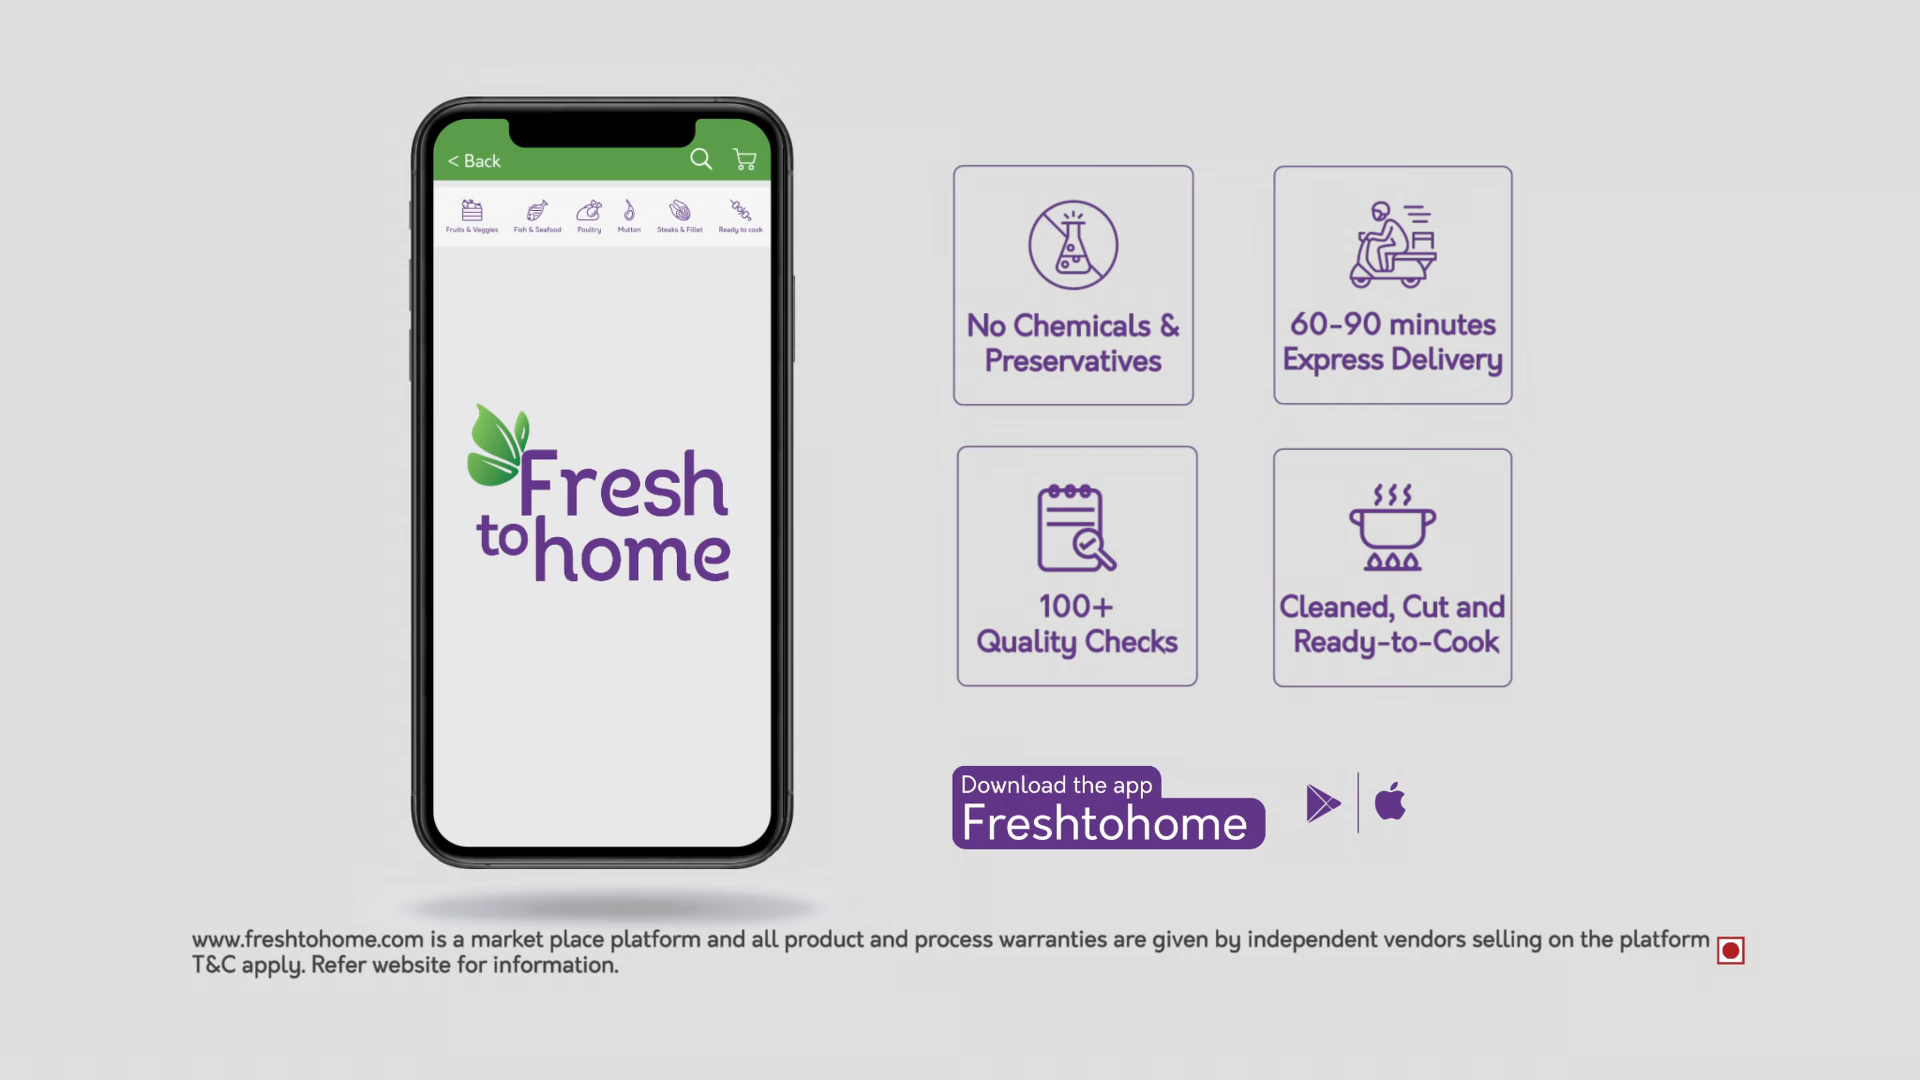 < Back
Fruits & Veggies
Fish & Seafood
Poultry
Mutton
Steaks & Fillet
Ready to cook
Fresh
to home
No Chemicals &
Preservatives
60-90 minutes
Express Delivery
100+
Quality Checks
Cleaned, Cut and
Ready-to-Cook
Download the app
Freshtohome
www.freshtohome.com is a market place platform and all product and process warranties are given by independent vendors selling on the platform
T&C apply. Refer website for information.